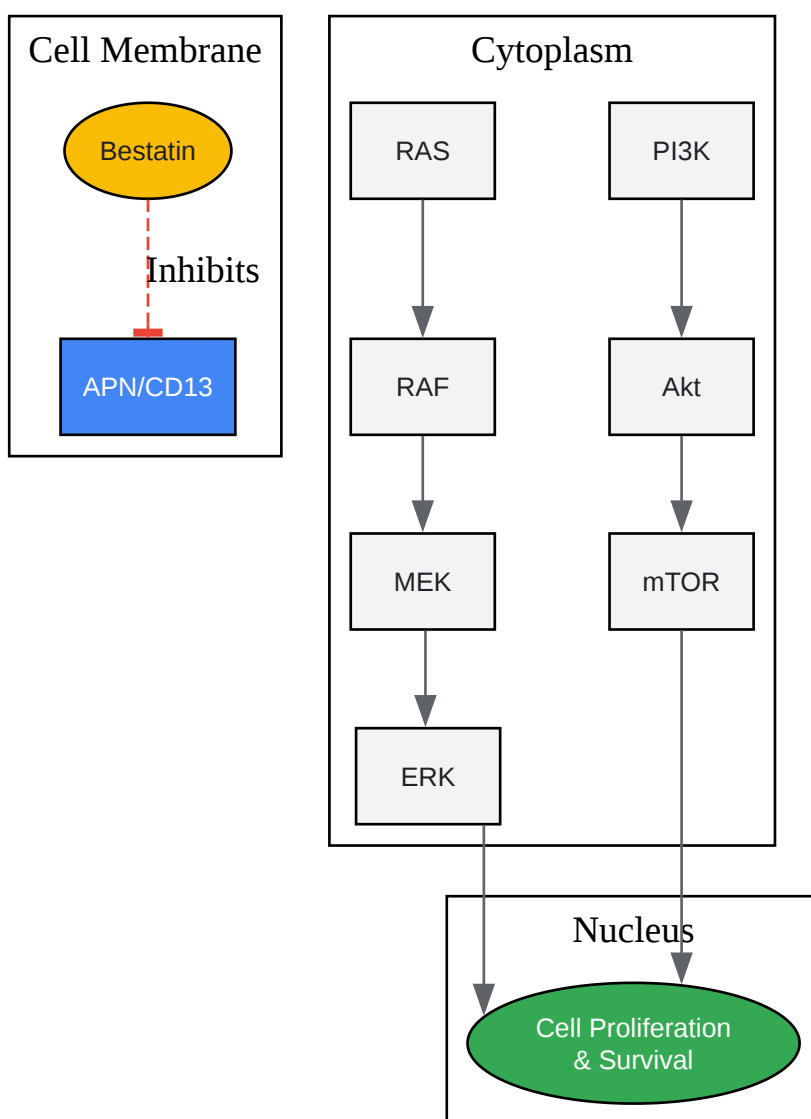 Cell Membrane
Bestatin
Inhibits
APN/CD13
Cytoplasm
RAS
PI3K
RAF
Akt
MEK
mTOR
ERK
Nucleus
Cell Proliferation
& Survival